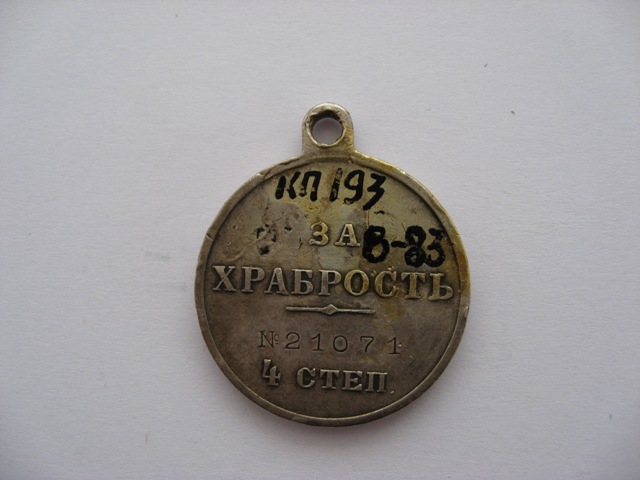 КП 193
ЗА
В-83
ХРАБРОСТЬ
№21071
4 СТЕП.